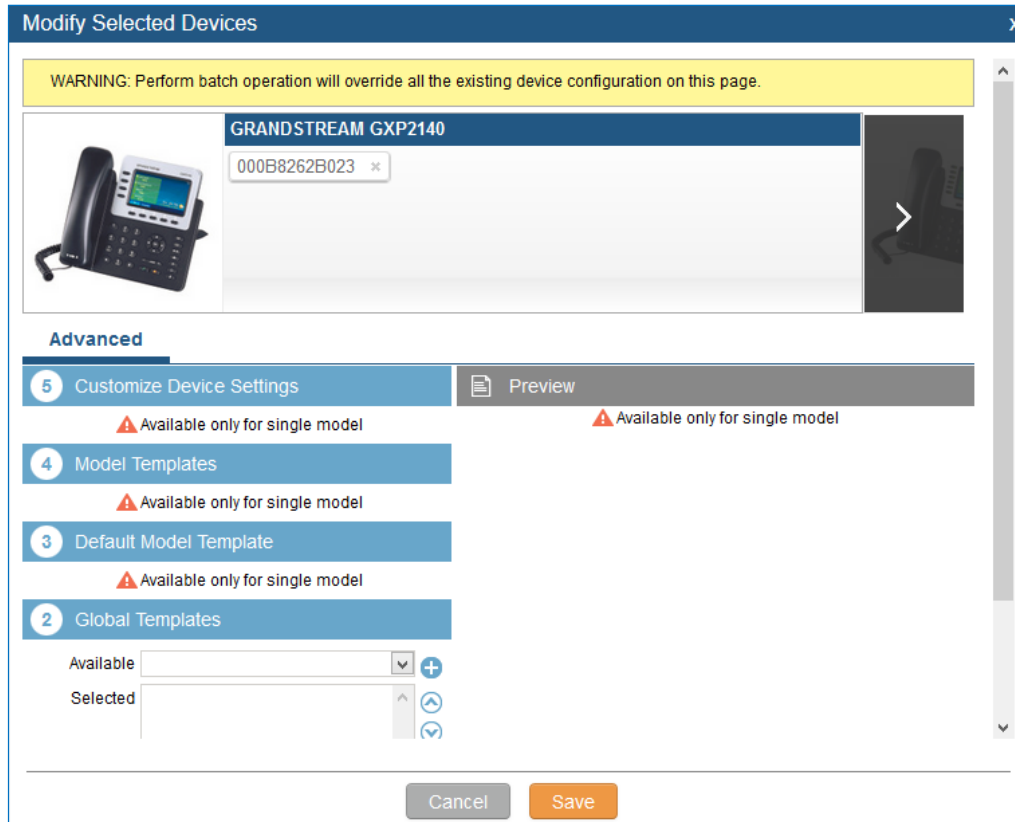 Modify Selected Devices
x
WARNING: Perform batch operation will override all the existing device configuration on this page.
GRANDSTREAM GXP2140
000B8262B023 ×
Advanced
5 Customize Device Settings
Available only for single model
4 Model Templates
Available only for single model
3 Default Model Template
Available only for single model
2 Global Templates
Available
Selected
Preview
Available only for single model
Cancel
Save